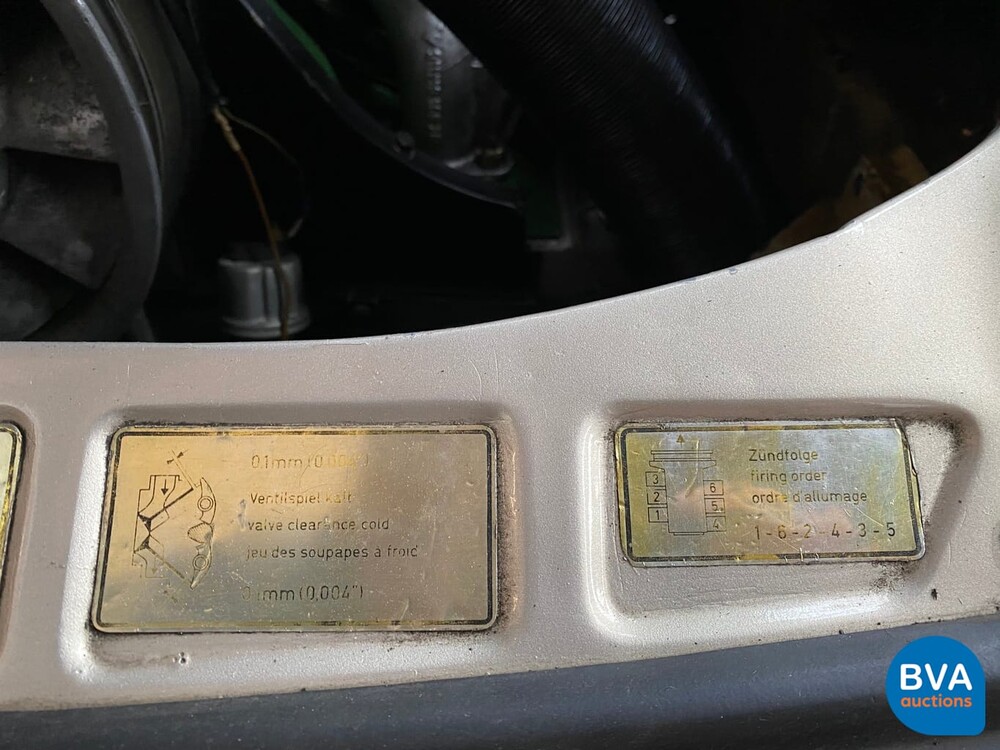 0.1mm (0,004")
Ventilspiel kalt
valve clearance cold
jeu des soupapes à froid
0.1mm (0,004")
Zündfolge
firing order
ordre d'allumage
1-6-2-4-3-5
3
2
1
6
5
4
BVA
auctions